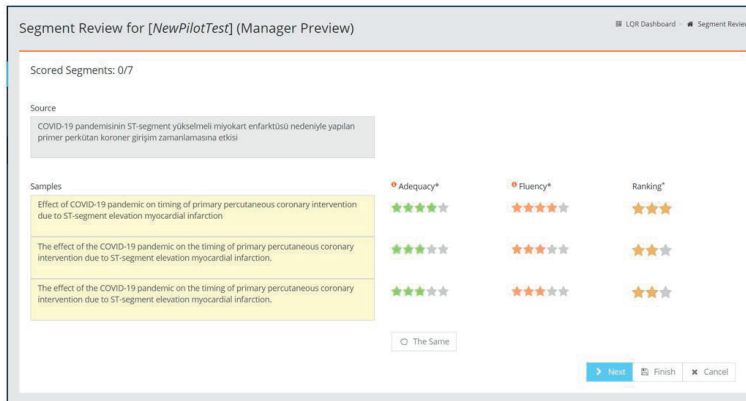 Segment Review for [NewPilotTest] (Manager Preview)
LQR Dashboard Segment Review
Scored Segments: 0/7
Source
COVID-19 pandemisinin ST-segment yükselmeli miyokart enfarktüsü nedeniyle yapılan
primer perkütan koroner girişim zamanlamasına etkisi
Samples
Adequacy*
Fluency*
Ranking*
Effect of COVID-19 pandemic on timing of primary percutaneous coronary intervention
due to ST-segment elevation myocardial infarction
The effect of the COVID-19 pandemic on the timing of primary percutaneous coronary
intervention due to ST-segment elevation myocardial infarction.
The effect of the COVID-19 pandemic on the timing of primary percutaneous coronary
intervention due to ST-segment elevation myocardial infarction.
The Same
Next
Finish
Cancel